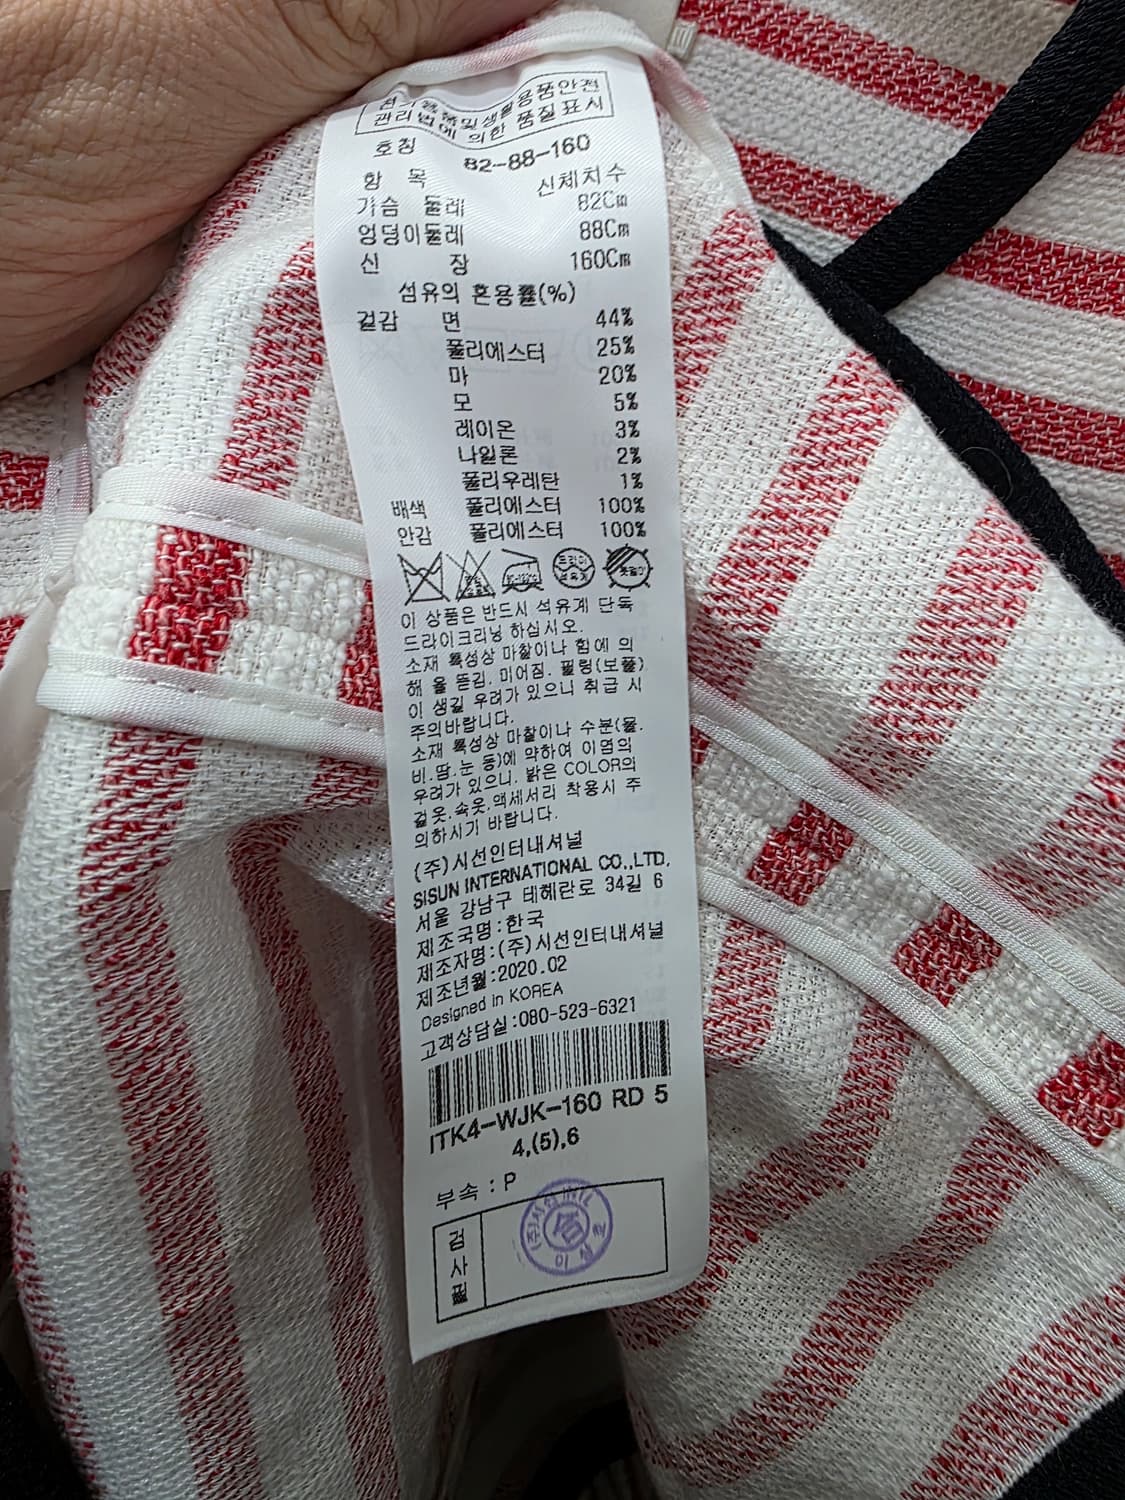 전기용품및생활용품안전
관리법에 의한 품질표시
호칭 82-88-160
항 목 신체치수
가슴 둘레 82Cm
엉덩이둘레 88Cm
신 장 160Cm
섬유의 혼용률(%)
겉감 면 44%
폴리에스터 25%
마 20%
모 5%
레이온 3%
나일론 2%
폴리우레탄 1%
배색 폴리에스터 100%
안감 폴리에스터 100%
드라이
석유계
이 상품은 반드시 석유계 단독
드라이크리닝 하십시오.
소재 특성상 마찰이나 힘에 의
해 올 뜯김, 미어짐, 필링(보풀)
이 생길 우려가 있으니 취급 시
주의바랍니다.
소재 특성상 마찰이나 수분(물.
비.땀.눈 등)에 약하여 이염의
우려가 있으니, 밝은 COLOR의
겉옷.속옷.액세서리 착용시 주
의하시기 바랍니다.
(주)시선인터내셔널
SISUN INTERNATIONAL CO.,LTD.
서울 강남구 테헤란로 34길 6
제조국명:한국
제조자명:(주)시선인터내셔널
제조년월:2020.02
Designed in KOREA
고객상담실:080-523-6321
ITK4-WJK-160 RD 5
4,(5),6
부속 : P
검사필